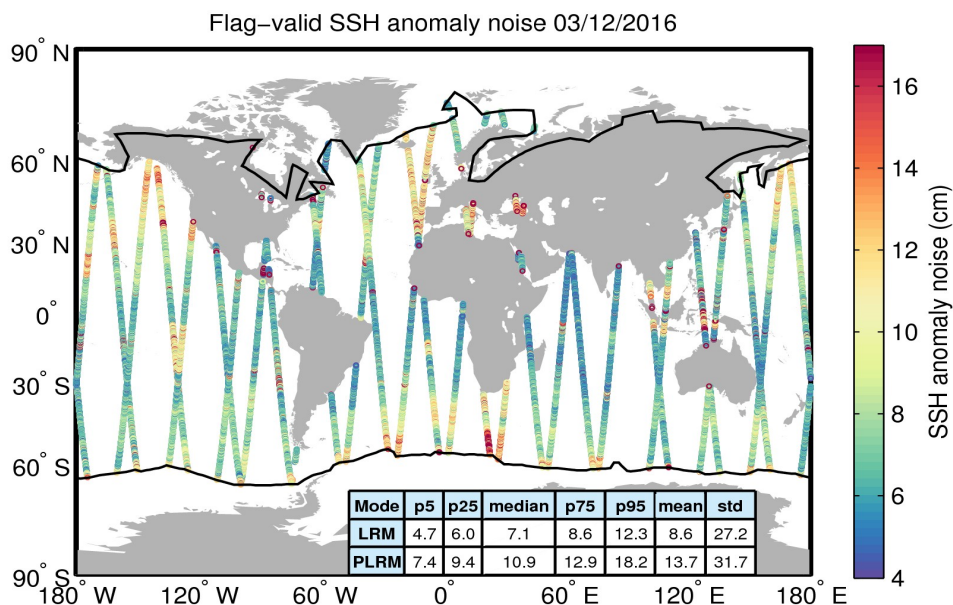 Flag−valid SSH anomaly noise 03/12/2016
90° N
60° N
30° N
0°
30° S
60° S
90° S
180° W
120° W
60° W
0°
60° E
120° E
180° E
Mode p5 p25 median p75 p95 mean std
LRM 4.7 6.0 7.1 8.6 12.3 8.6 27.2
PLRM 7.4 9.4 10.9 12.9 18.2 13.7 31.7
16
14
12
10
8
6
4
SSH anomaly noise (cm)